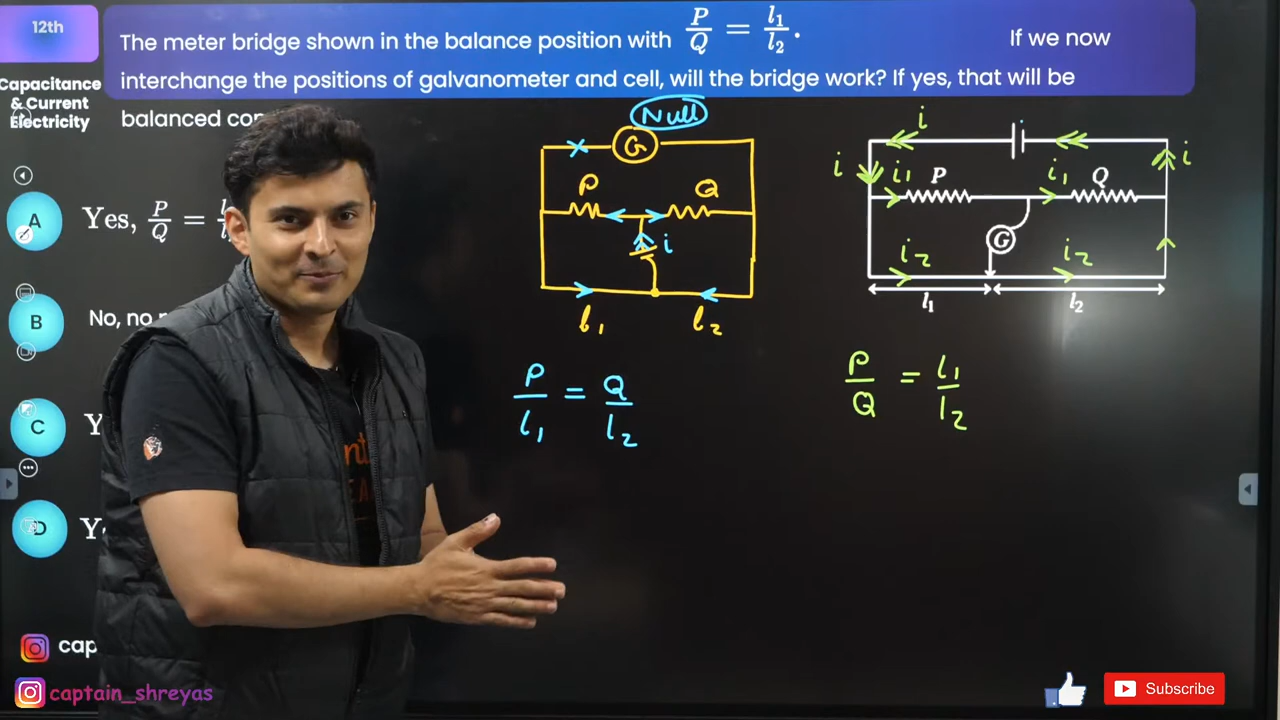 12th
The meter bridge shown in the balance position with P/Q = l₁/l₂. If we now
interchange the positions of galvanometer and cell, will the bridge work? If yes, that will be
balanced
Capacitance
& Current
Electricity
A Yes, P/Q =
B No, no
C
D
Null
G
P Q
i
l₁ l₂
P/l₁ = Q/l₂
i
i i₁ P i₁ Q i
G
i₂ i₂
l₁ l₂
P/Q = l₁/l₂
cap
captain_shreyas
Subscribe